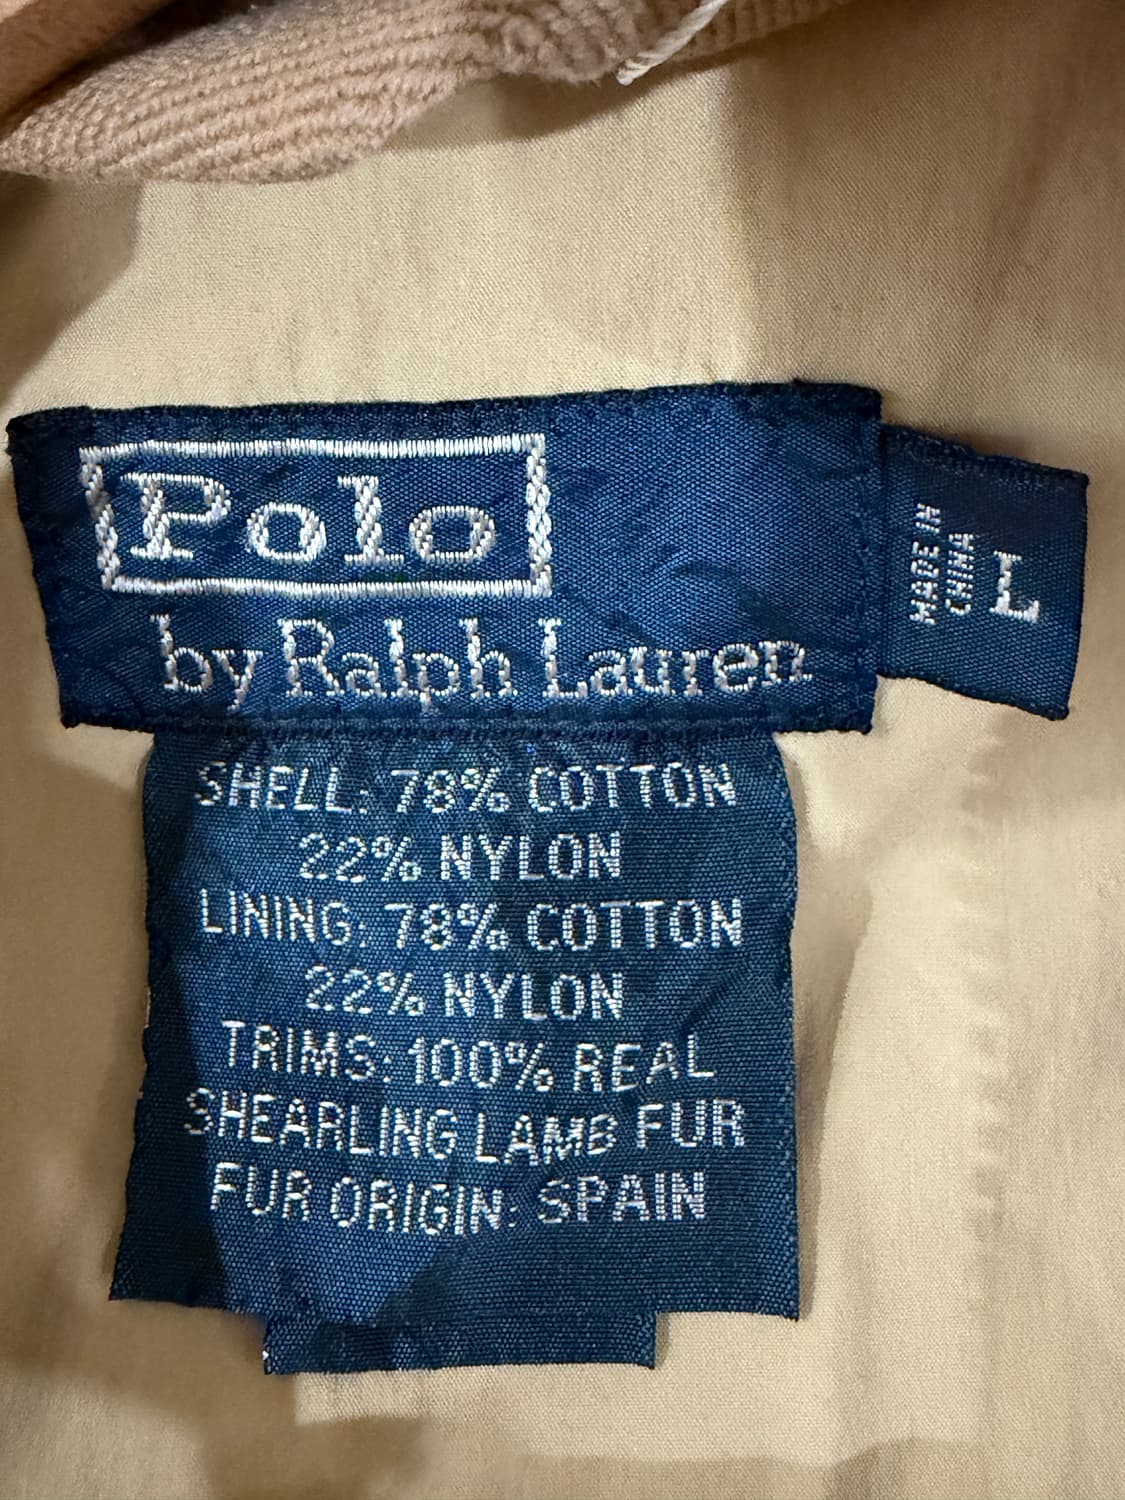 Polo
by Ralph Lauren
MADE IN
CHINA
L
SHELL: 78% COTTON
22% NYLON
LINING: 78% COTTON
22% NYLON
TRIMS: 100% REAL
SHEARLING LAMB FUR
FUR ORIGIN: SPAIN